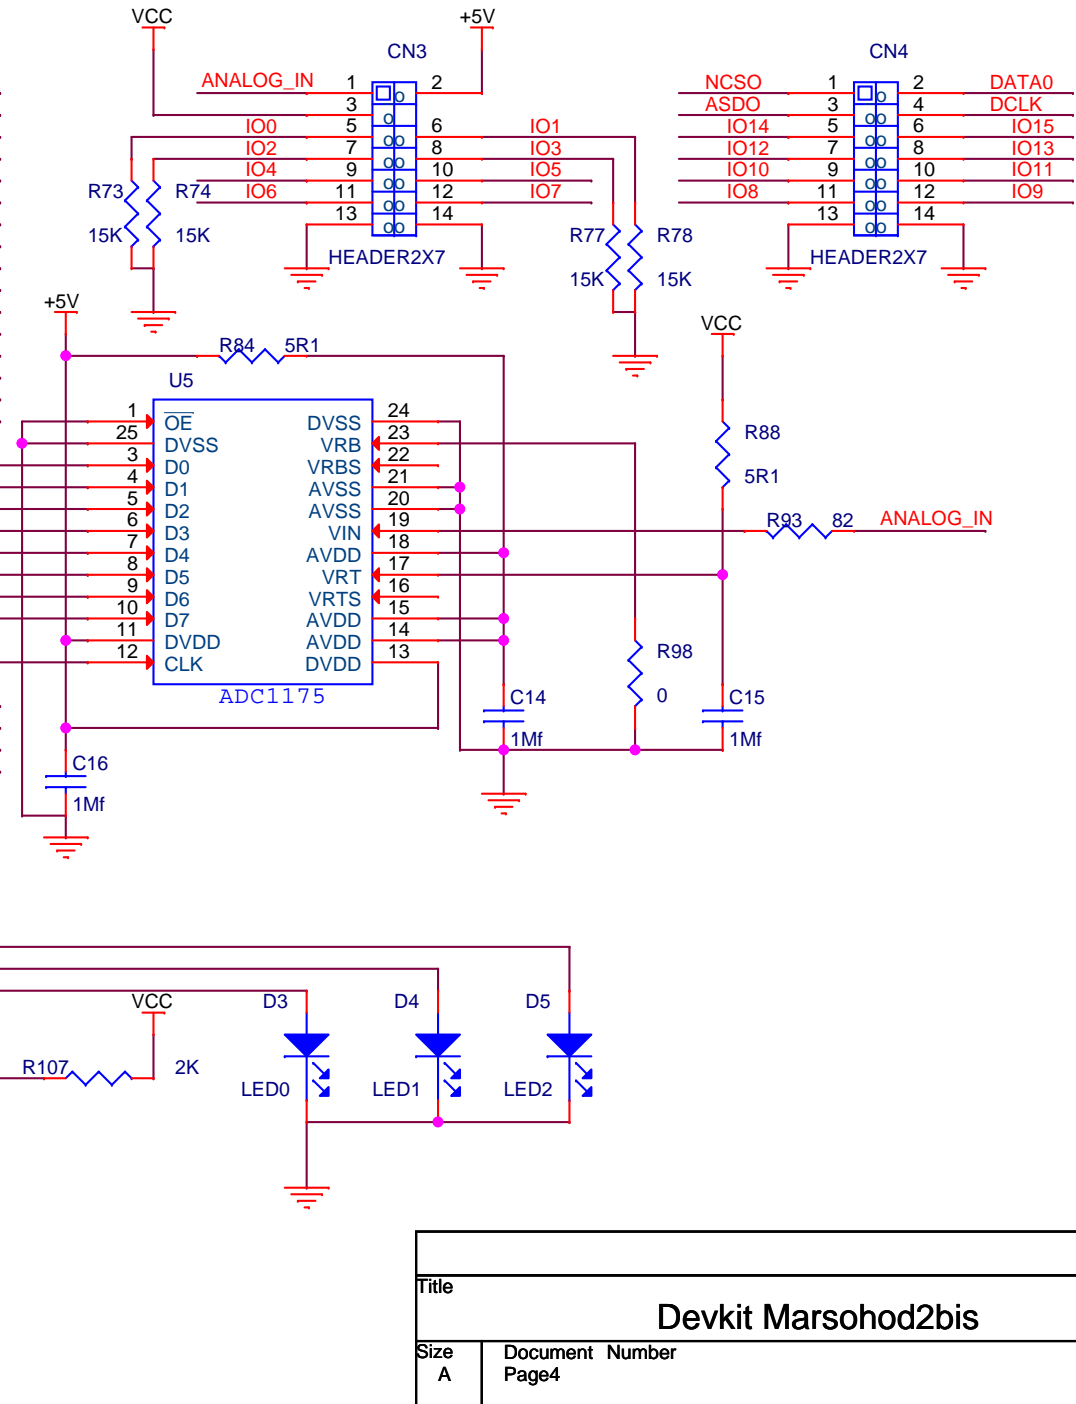 VCC
+5V
CN3
CN4
ANALOG_IN 1 2
NCSO 1 2 DATA0
3
ASDO 3 4 DCLK
IO0 5 6 IO1
IO14 5 6 IO15
IO2 7 8 IO3
IO12 7 8 IO13
IO4 9 10 IO5
IO10 9 10 IO11
IO6 11 12 IO7
IO8 11 12 IO9
13 14
13 14
HEADER2X7
HEADER2X7
R73 R74
15K 15K
R77 R78
15K 15K
+5V
VCC
R84 5R1
U5
1 OE DVSS 24
25 DVSS VRB 23
3 D0 VRBS 22
4 D1 AVSS 21
5 D2 AVSS 20
6 D3 VIN 19
7 D4 AVDD 18
8 D5 VRT 17
9 D6 VRTS 16
10 D7 AVDD 15
11 DVDD AVDD 14
12 CLK DVDD 13
ADC1175
R88
5R1
R93 82 ANALOG_IN
R98
0
C14
1Mf
C15
1Mf
C16
1Mf
VCC
R107 2K
D3 D4 D5
LED0 LED1 LED2
Title
Devkit Marsohod2bis
Size Document Number
A Page4